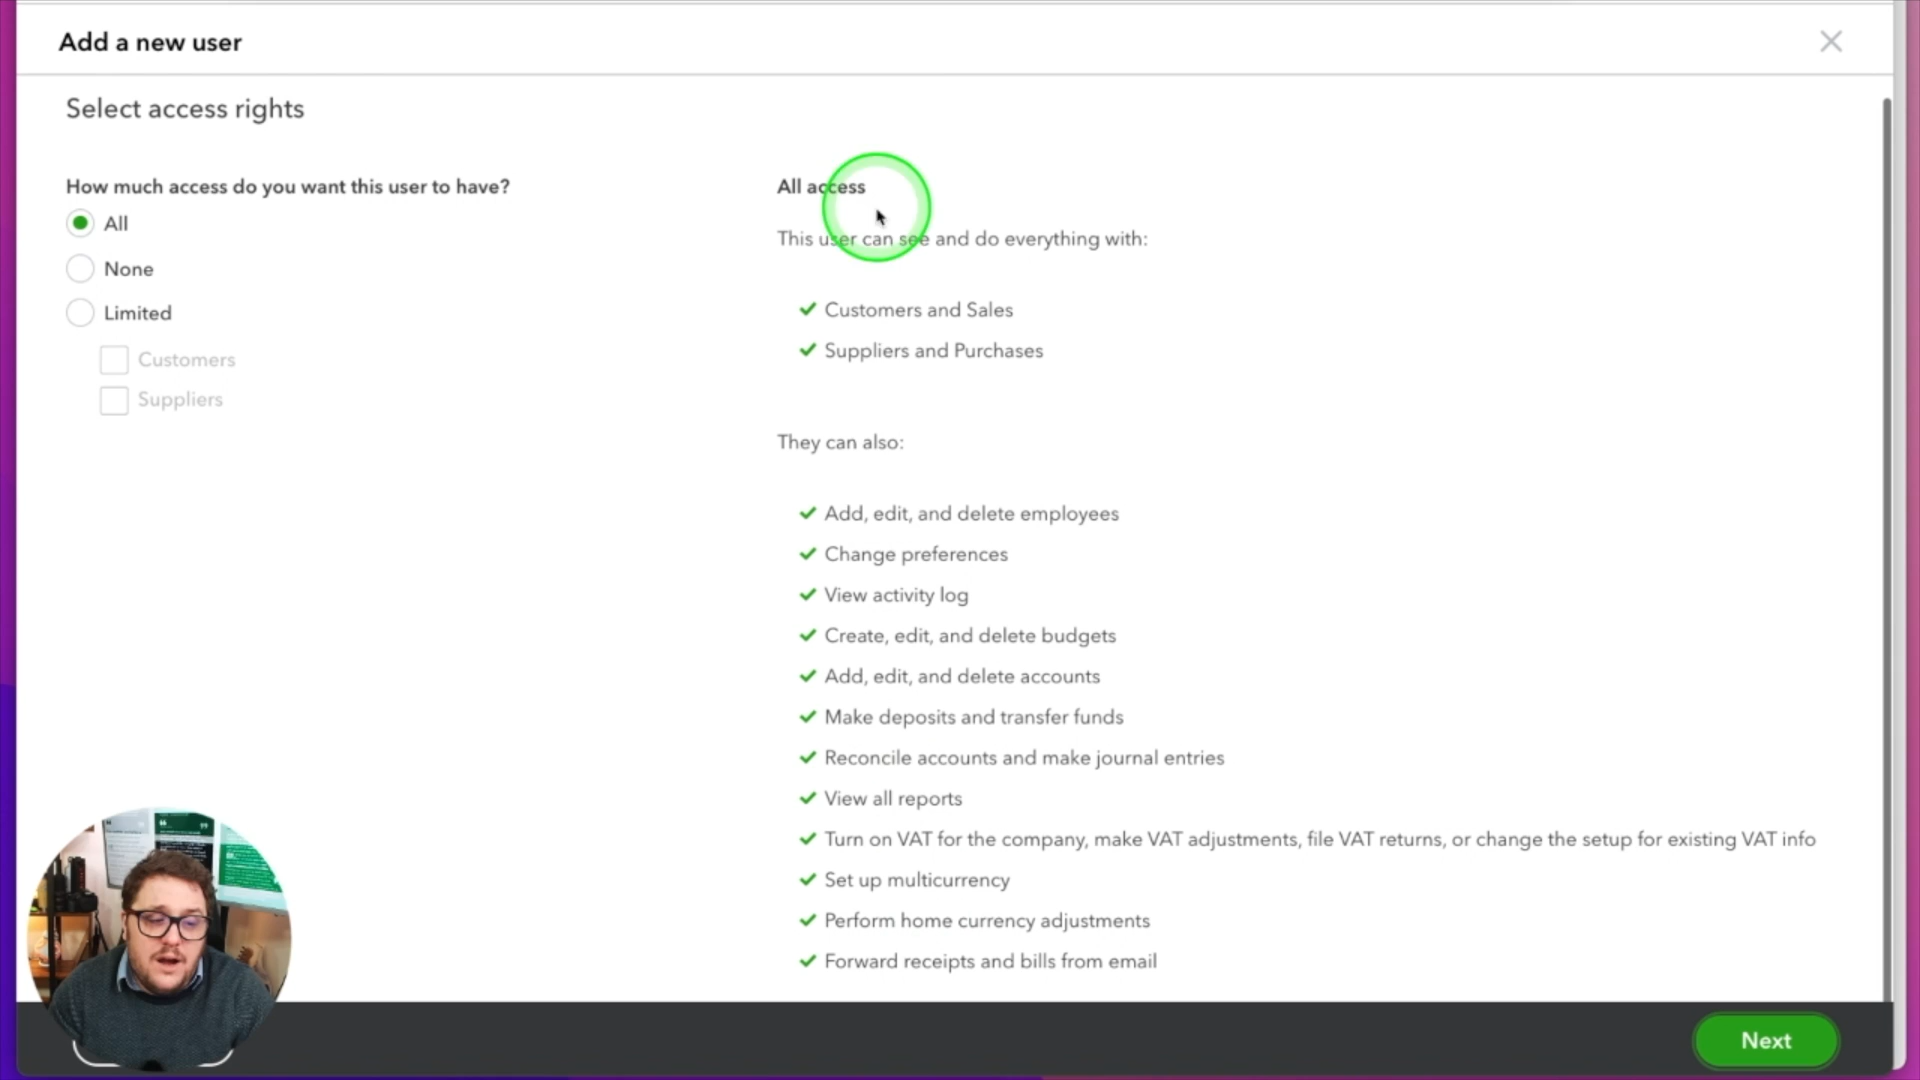 Add a new user
Select access rights
How much access do you want this user to have?
All
None
Limited
Customers
Suppliers
All access
This user can see and do everything with:
Customers and Sales
Suppliers and Purchases
They can also:
Add, edit, and delete employees
Change preferences
View activity log
Create, edit, and delete budgets
Add, edit, and delete accounts
Make deposits and transfer funds
Reconcile accounts and make journal entries
View all reports
Turn on VAT for the company, make VAT adjustments, file VAT returns, or change the setup for existing VAT info
Set up multicurrency
Perform home currency adjustments
Forward receipts and bills from email
Next